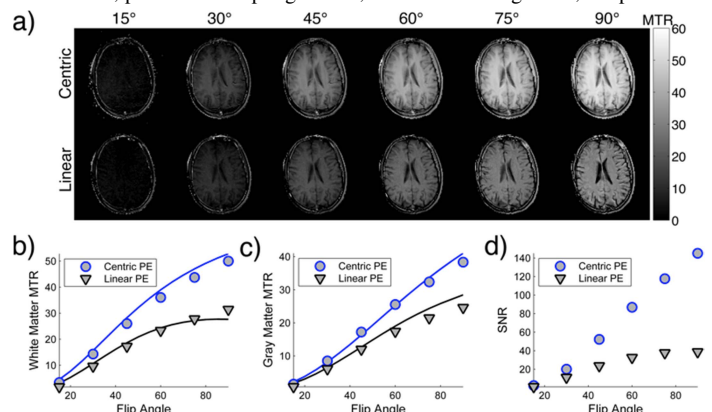 a) 15° 30° 45° 60° 75° 90° MTR
60
50
40
30
20
10
0
Centric
Linear
b)
White Matter MTR
50
40
30
20
10
Centric PE
Linear PE
20 40 60 80
Flip Angle
c)
Gray Matter MTR
40
30
20
10
Centric PE
Linear PE
20 40 60 80
Flip Angle
d)
SNR
140
120
100
80
60
40
20
Centric PE
Linear PE
20 40 60 80
Flip Angle